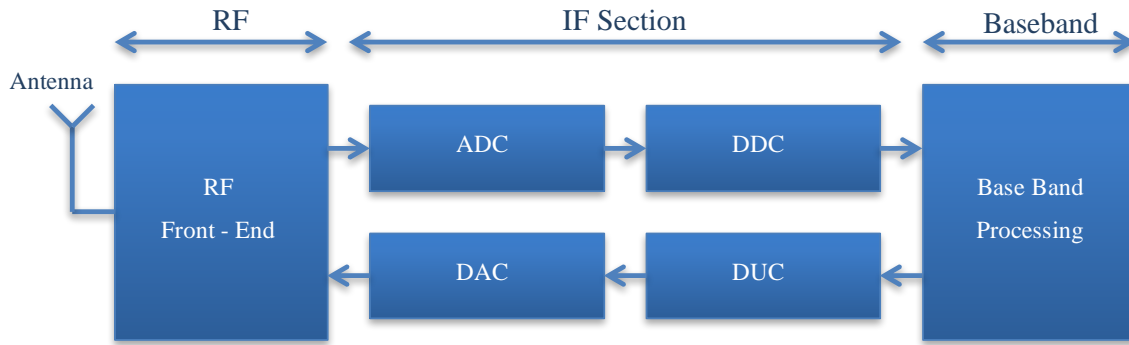 RF
IF Section
Baseband
Antenna
ADC
DDC
RF
Front - End
Base Band
Processing
DAC
DUC